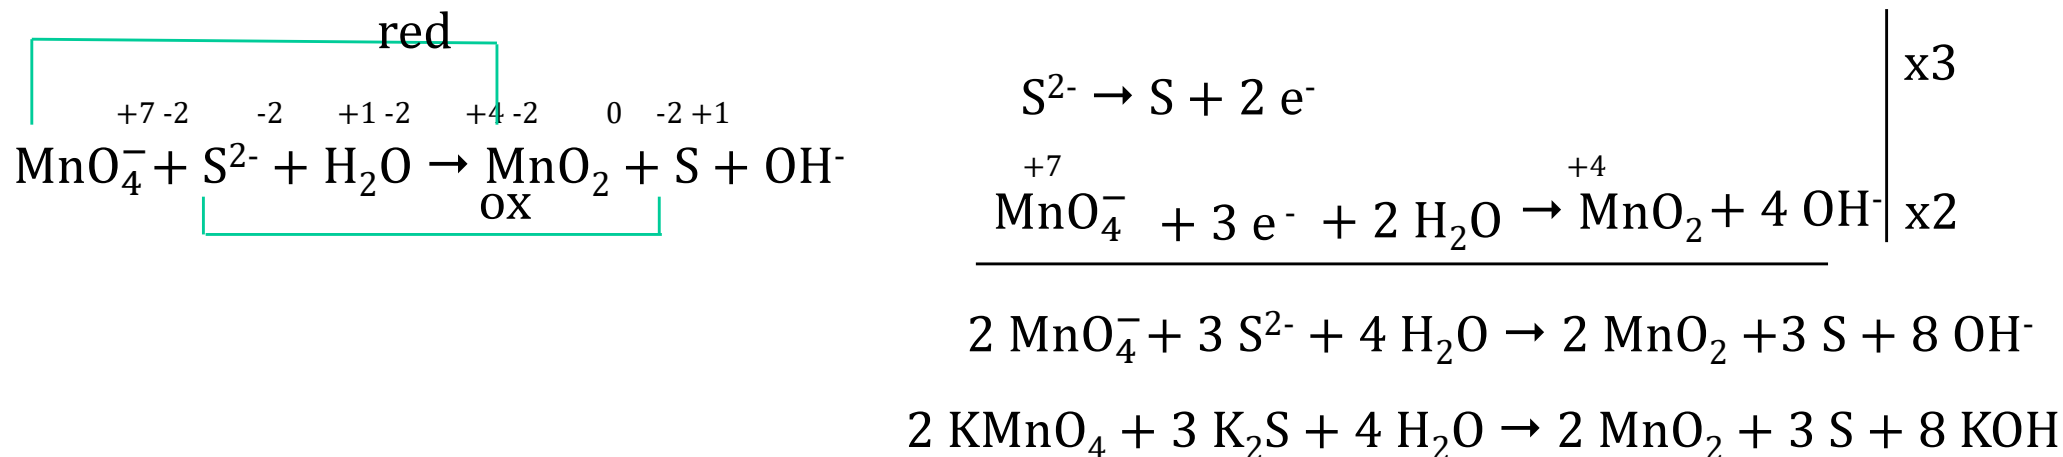 red
+7 -2 -2 +1 -2 +4 -2 0 -2 +1
MnO₄⁻ + S²⁻ + H₂O → MnO₂ + S + OH⁻
ox
S²⁻ → S + 2 e⁻
x3
+7 +4
MnO₄⁻ + 3 e⁻ + 2 H₂O → MnO₂ + 4 OH⁻
x2
2 MnO₄⁻ + 3 S²⁻ + 4 H₂O → 2 MnO₂ +3 S + 8 OH⁻
2 KMnO₄ + 3 K₂S + 4 H₂O → 2 MnO₂ + 3 S + 8 KOH